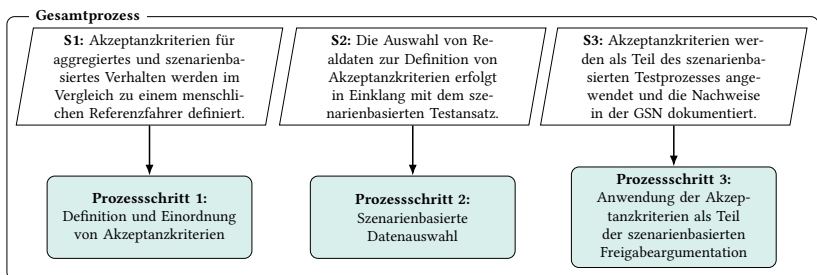 Gesamtprozess
S1: Akzeptanzkriterien für
aggregiertes und szenarienba-
siertes Verhalten werden im
Vergleich zu einem menschli-
chen Referenzfahrer definiert.
S2: Die Auswahl von Re-
aldaten zur Definition von
Akzeptanzkriterien erfolgt
in Einklang mit dem sze-
narienbasierten Testansatz.
S3: Akzeptanzkriterien wer-
den als Teil des szenarienba-
sierten Testprozesses ange-
wendet und die Nachweise
in der GSN dokumentiert.
Prozessschritt 1:
Definition und Einordnung
von Akzeptanzkriterien
Prozessschritt 2:
Szenarienbasierte
Datenauswahl
Prozessschritt 3:
Anwendung der Akzep-
tanzkriterien als Teil
der szenarienbasierten
Freigabeargumentation